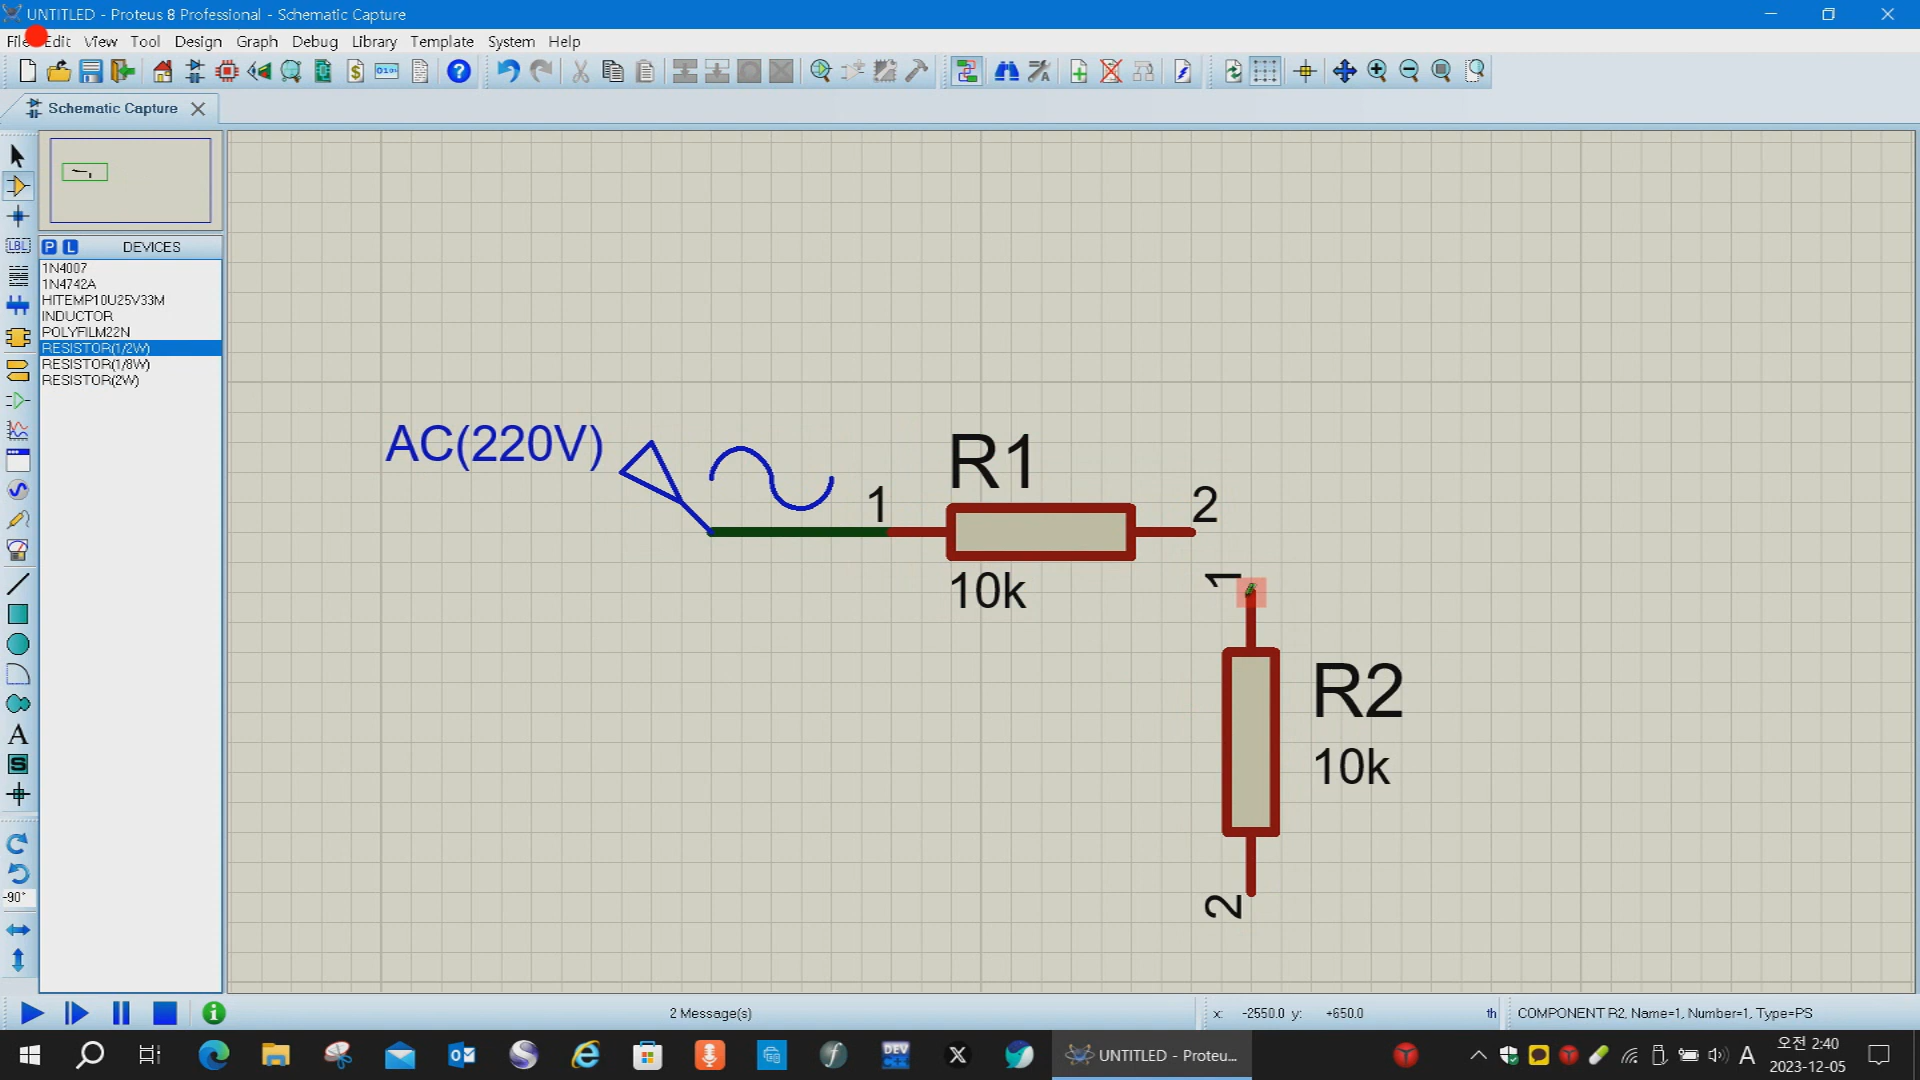 UNTITLED - Proteus 8 Professional - Schematic Capture
File Edit View Tool Design Graph Debug Library Template System Help
Schematic Capture
P L DEVICES
1N4007
1N4742A
HITEMP10U25V33M
INDUCTOR
POLYFILM22N
RESISTOR(1/2W)
RESISTOR(1/8W)
RESISTOR(2W)
LBL
A
S
-90°
AC(220V)
R1
1
2
10k
1
R2
10k
2
2 Message(s)
x: -2550.0 y: +650.0 th
COMPONENT R2, Name=1, Number=1, Type=PS
DEV
UNTITLED - Proteu...
A
오전 2:40
2023-12-05